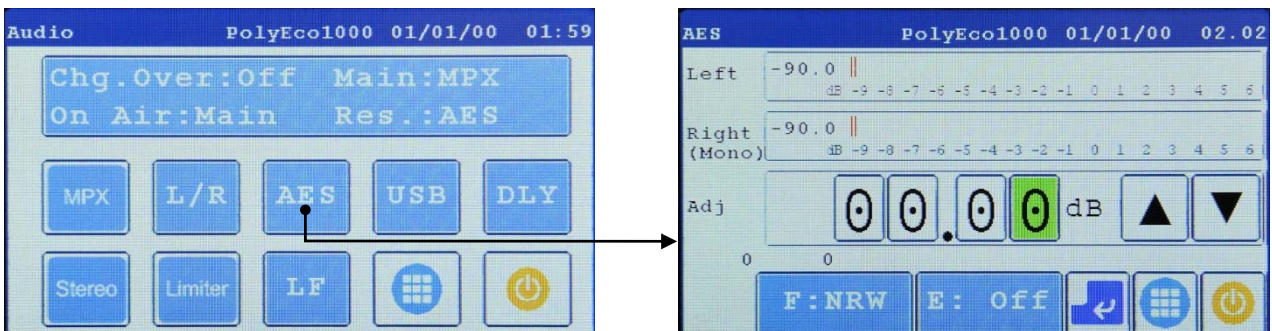 Audio PolyEco1000 01/01/00 01:59
Chg.Over:Off Main:MPX
On Air:Main Res.:AES
MPX L/R AES USB DLY
Stereo Limiter LF
AES PolyEco1000 01/01/00 02.02
Left -90.0
dB -9 -8 -7 -6 -5 -4 -3 -2 -1 0 1 2 3 4 5 6
Right -90.0
(Mono) dB -9 -8 -7 -6 -5 -4 -3 -2 -1 0 1 2 3 4 5 6
Adj 00.00 dB ▲ ▼
0 0
F:NRW E: Off